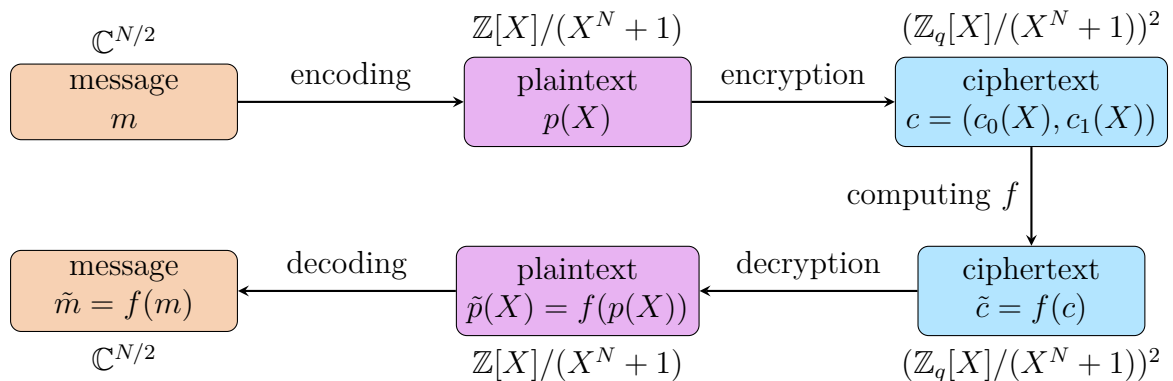 ℂ^{N/2}
ℤ[X]/(X^N + 1)
(ℤ_q[X]/(X^N + 1))^2
message
m
encoding
plaintext
p(X)
encryption
ciphertext
c = (c_0(X), c_1(X))
computing f
message
m̃ = f(m)
decoding
plaintext
p̃(X) = f(p(X))
decryption
ciphertext
c̃ = f(c)
ℂ^{N/2}
ℤ[X]/(X^N + 1)
(ℤ_q[X]/(X^N + 1))^2